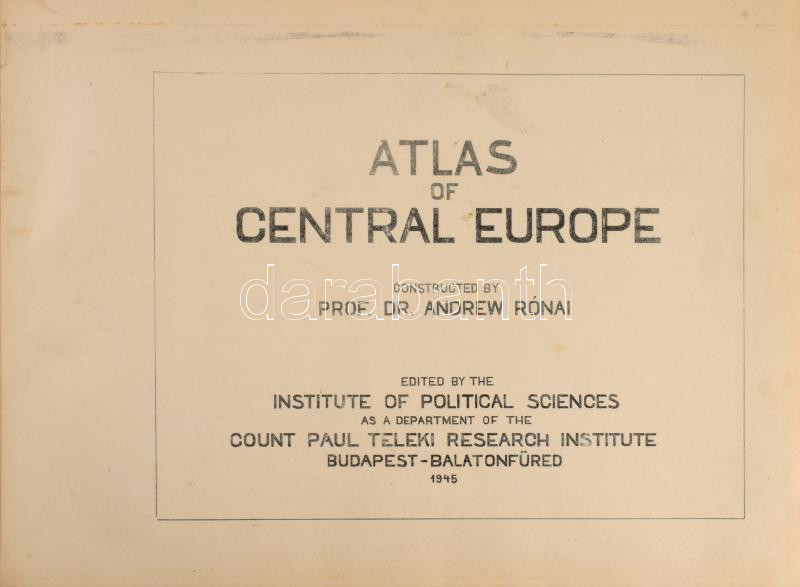 ATLAS
OF
CENTRAL EUROPE
CONSTRUCTED BY
darabanth
PROF. DR. ANDREW RÓNAI
EDITED BY THE
INSTITUTE OF POLITICAL SCIENCES
AS A DEPARTMENT OF THE
COUNT PAUL TELEKI RESEARCH INSTITUTE
BUDAPEST-BALATONFÜRED
1945